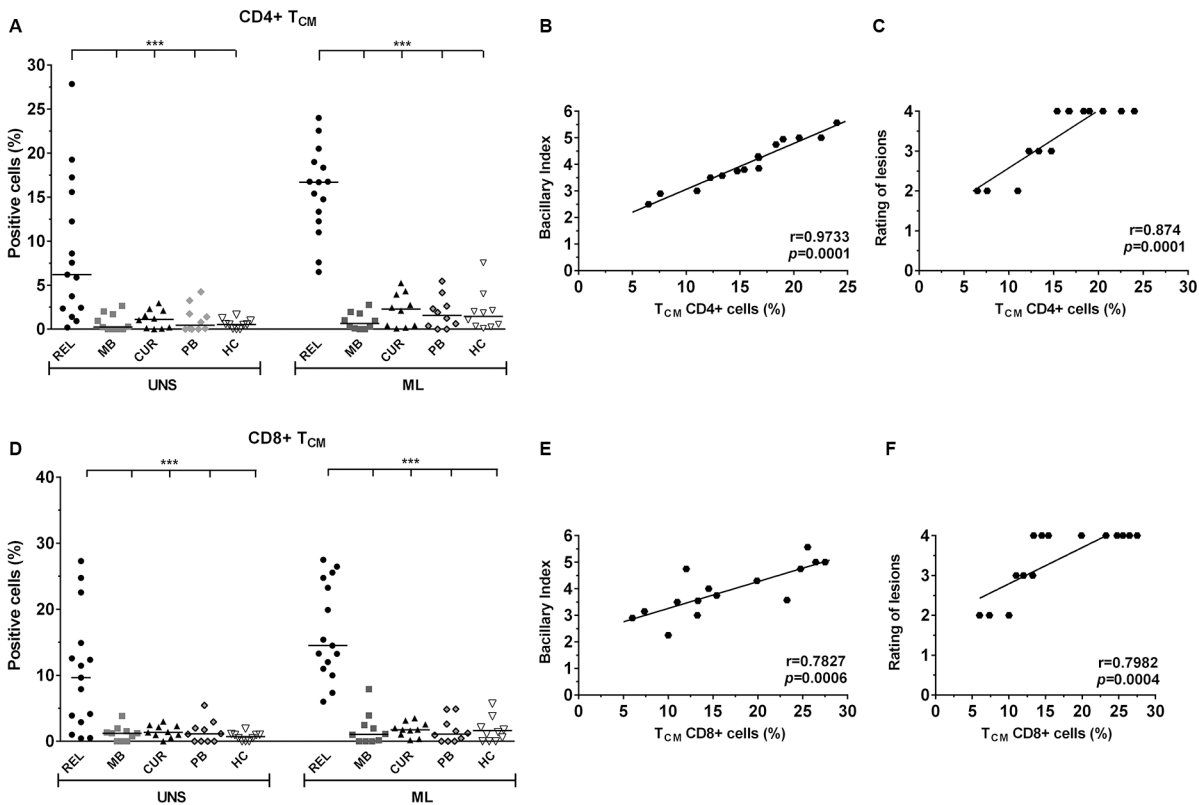 A
CD4+ TCM
***
***
Positive cells (%)
30
25
20
15
10
5
0
REL
MB
CUR
PB
HC
REL
MB
CUR
PB
HC
UNS
ML
B
Bacillary Index
6
5
4
3
2
1
0
0
5
10
15
20
25
r=0.9733
p=0.0001
TCM CD4+ cells (%)
C
Rating of lesions
4
3
2
1
0
0
5
10
15
20
25
30
r=0.874
p=0.0001
TCM CD4+ cells (%)
D
CD8+ TCM
***
***
Positive cells (%)
40
30
20
10
0
REL
MB
CUR
PB
HC
REL
MB
CUR
PB
HC
UNS
ML
E
Bacillary Index
6
5
4
3
2
1
0
0
5
10
15
20
25
30
r=0.7827
p=0.0006
TCM CD8+ cells (%)
F
Rating of lesions
4
3
2
1
0
0
5
10
15
20
25
30
r=0.7982
p=0.0004
TCM CD8+ cells (%)